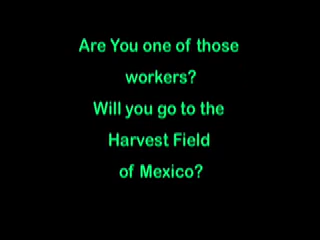 Are You one of those
workers?
Will you go to the
Harvest Field
of Mexico?